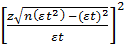 [z√(n(εt²) − (εt)²) / εt]²